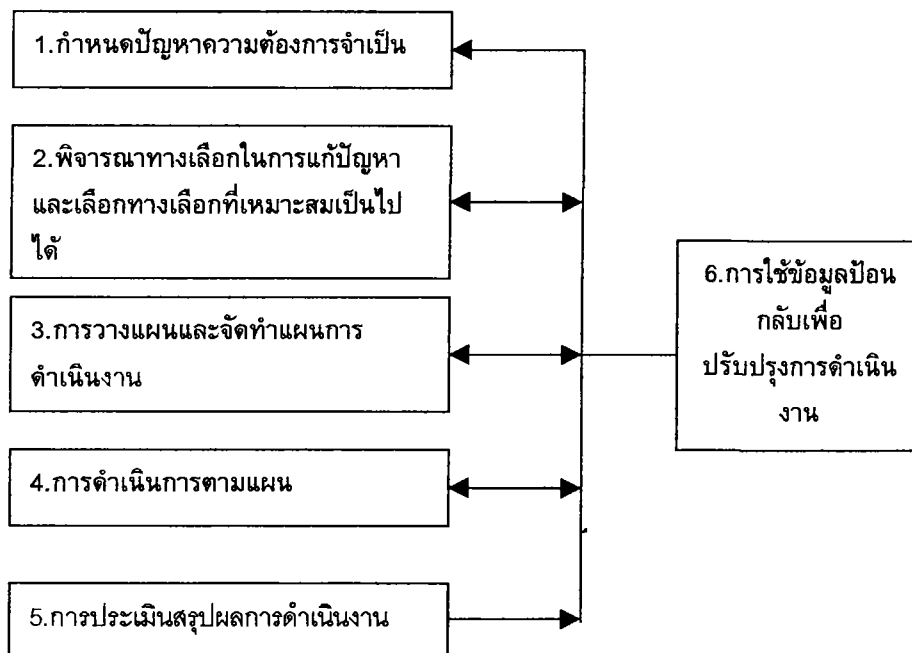 1.กำหนดปัญหาความต้องการจำเป็น
2.พิจารณาทางเลือกในการแก้ปัญหา
และเลือกทางเลือกที่เหมาะสมเป็นไป
ได้
3.การวางแผนและจัดทำแผนการ
ดำเนินงาน
4.การดำเนินการตามแผน
5.การประเมินสรุปผลการดำเนินงาน
6.การใช้ข้อมูลป้อน
กลับเพื่อ
ปรับปรุงการดำเนิน
งาน